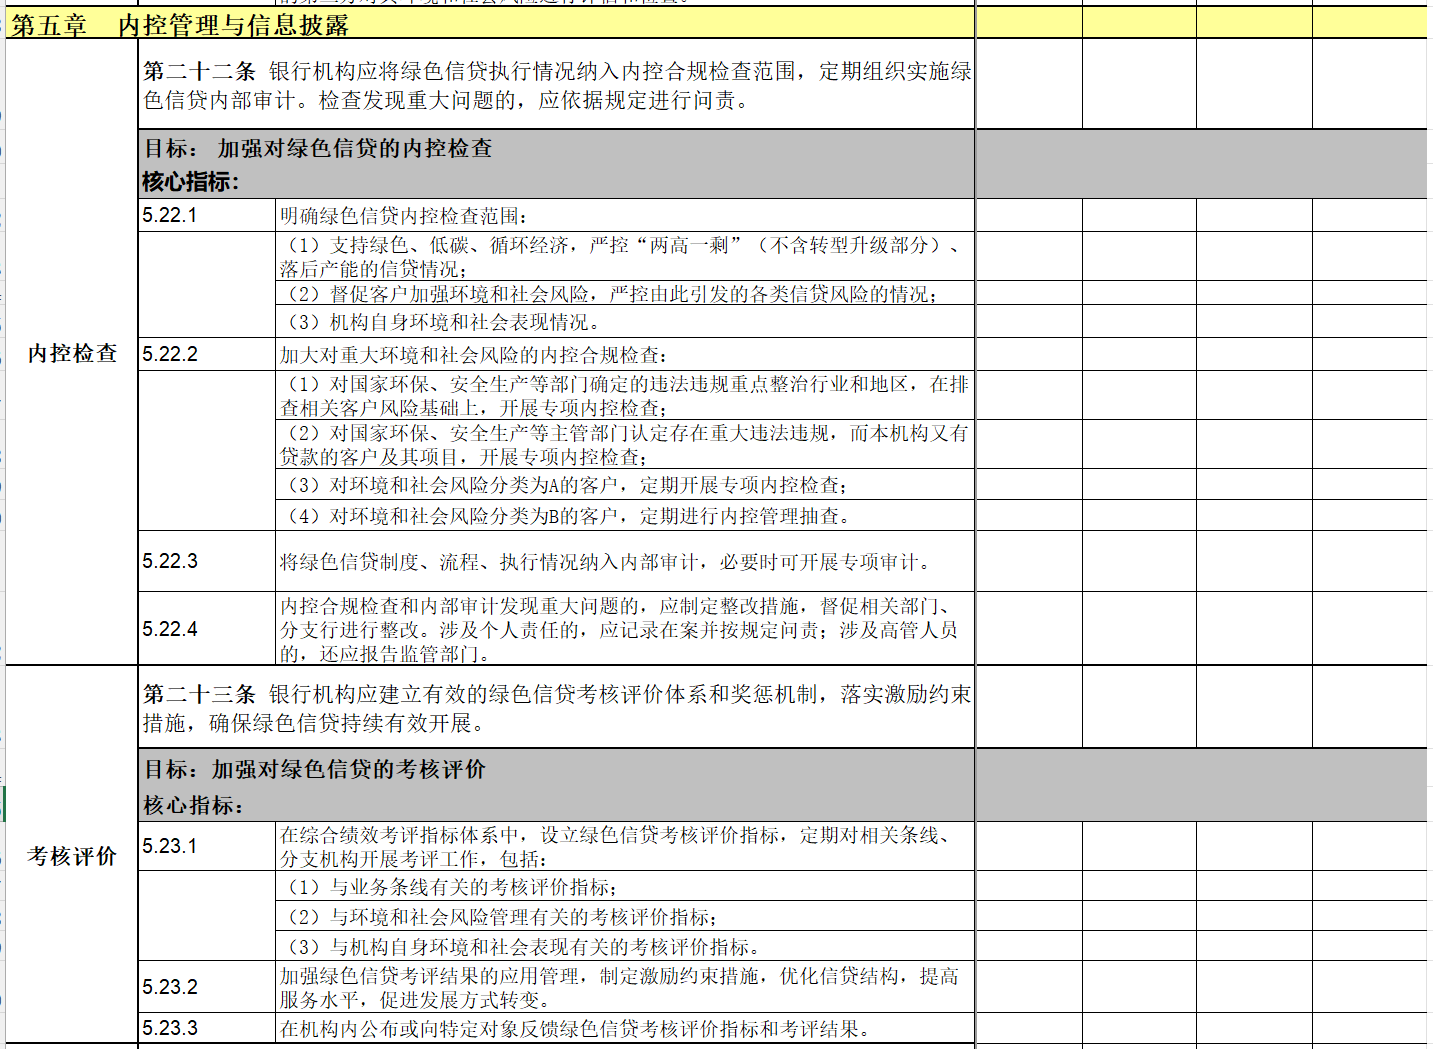 第五章　内控管理与信息披露
第二十二条 银行机构应将绿色信贷执行情况纳入内控合规检查范围，定期组织实施绿
色信贷内部审计。检查发现重大问题的，应依据规定进行问责。
目标： 加强对绿色信贷的内控检查
核心指标：
5.22.1 明确绿色信贷内控检查范围：
（1）支持绿色、低碳、循环经济，严控“两高一剩”（不含转型升级部分）、
落后产能的信贷情况；
（2）督促客户加强环境和社会风险，严控由此引发的各类信贷风险的情况；
（3）机构自身环境和社会表现情况。
内控检查
5.22.2 加大对重大环境和社会风险的内控合规检查：
（1）对国家环保、安全生产等部门确定的违法违规重点整治行业和地区，在排
查相关客户风险基础上，开展专项内控检查；
（2）对国家环保、安全生产等主管部门认定存在重大违法违规，而本机构又有
贷款的客户及其项目，开展专项内控检查；
（3）对环境和社会风险分类为A的客户，定期开展专项内控检查；
（4）对环境和社会风险分类为B的客户，定期进行内控管理抽查。
5.22.3 将绿色信贷制度、流程、执行情况纳入内部审计，必要时可开展专项审计。
5.22.4 内控合规检查和内部审计发现重大问题的，应制定整改措施，督促相关部门、
分支行进行整改。涉及个人责任的，应记录在案并按规定问责；涉及高管人员
的，还应报告监管部门。
第二十三条 银行机构应建立有效的绿色信贷考核评价体系和奖惩机制，落实激励约束
措施，确保绿色信贷持续有效开展。
目标：加强对绿色信贷的考核评价
核心指标：
考核评价
5.23.1 在综合绩效考评指标体系中，设立绿色信贷考核评价指标，定期对相关条线、
分支机构开展考评工作，包括：
（1）与业务条线有关的考核评价指标；
（2）与环境和社会风险管理有关的考核评价指标；
（3）与机构自身环境和社会表现有关的考核评价指标。
5.23.2 加强绿色信贷考评结果的应用管理，制定激励约束措施，优化信贷结构，提高
服务水平，促进发展方式转变。
5.23.3 在机构内公布或向特定对象反馈绿色信贷考核评价指标和考评结果。